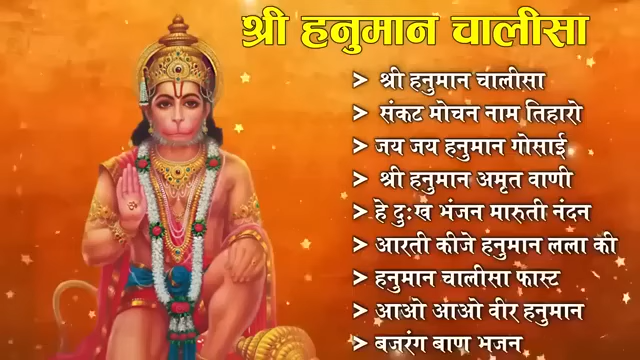 श्री हनुमान चालीसा
> श्री हनुमान चालीसा
> संकट मोचन नाम तिहारो
> जय जय हनुमान गोसाई
> श्री हनुमान अमृत वाणी
> हे दुःख भंजन मारुती नंदन
> आरती कीजे हनुमान लला की
> हनुमान चालीसा फास्ट
> आओ आओ वीर हनुमान
> बजरंग बाण भजन